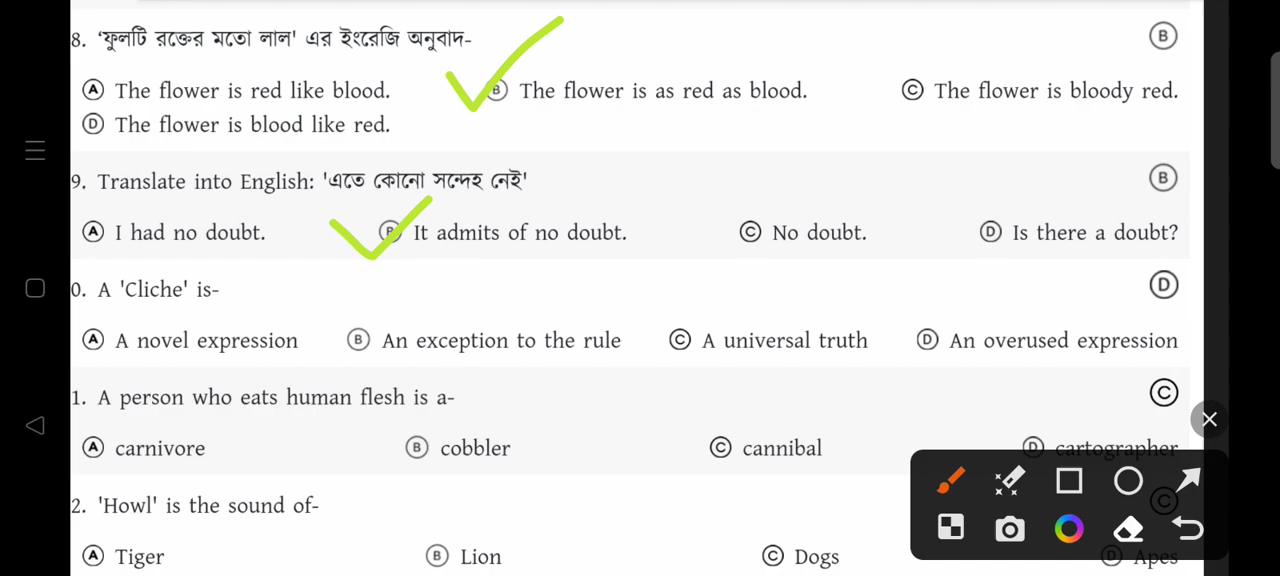 8. ‘ফুলটি রক্তের মতো লাল' এর ইংরেজি অনুবাদ- B
A The flower is red like blood. B The flower is as red as blood. C The flower is bloody red.
D The flower is blood like red.
9. Translate into English: 'এতে কোনো সন্দেহ নেই' B
A I had no doubt. B It admits of no doubt. C No doubt. D Is there a doubt?
0. A 'Cliche' is- D
A A novel expression B An exception to the rule C A universal truth D An overused expression
1. A person who eats human flesh is a- C
A carnivore B cobbler C cannibal D cartographer
2. 'Howl' is the sound of- C
A Tiger B Lion C Dogs D Apes